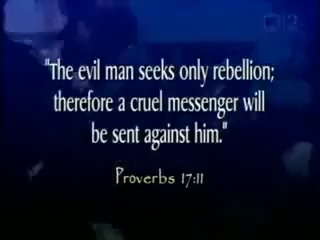 "The evil man seeks only rebellion;
therefore a cruel messenger will
be sent against him."
Proverbs 17:11